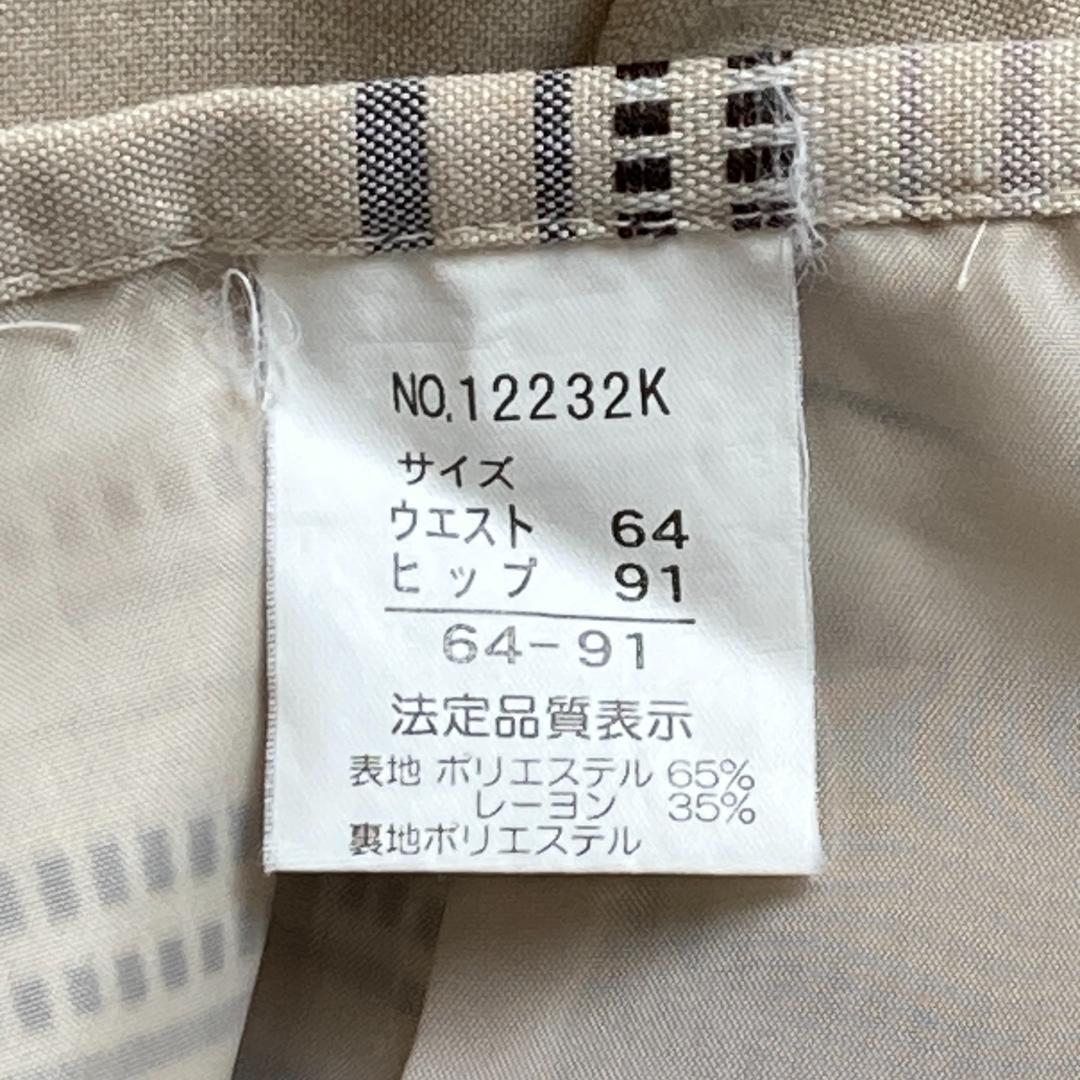 NO.12232K
サイズ
ウエスト 64
ヒップ 91
64-91
法定品質表示
表地 ポリエステル 65%
レーヨン 35%
裏地ポリエステル